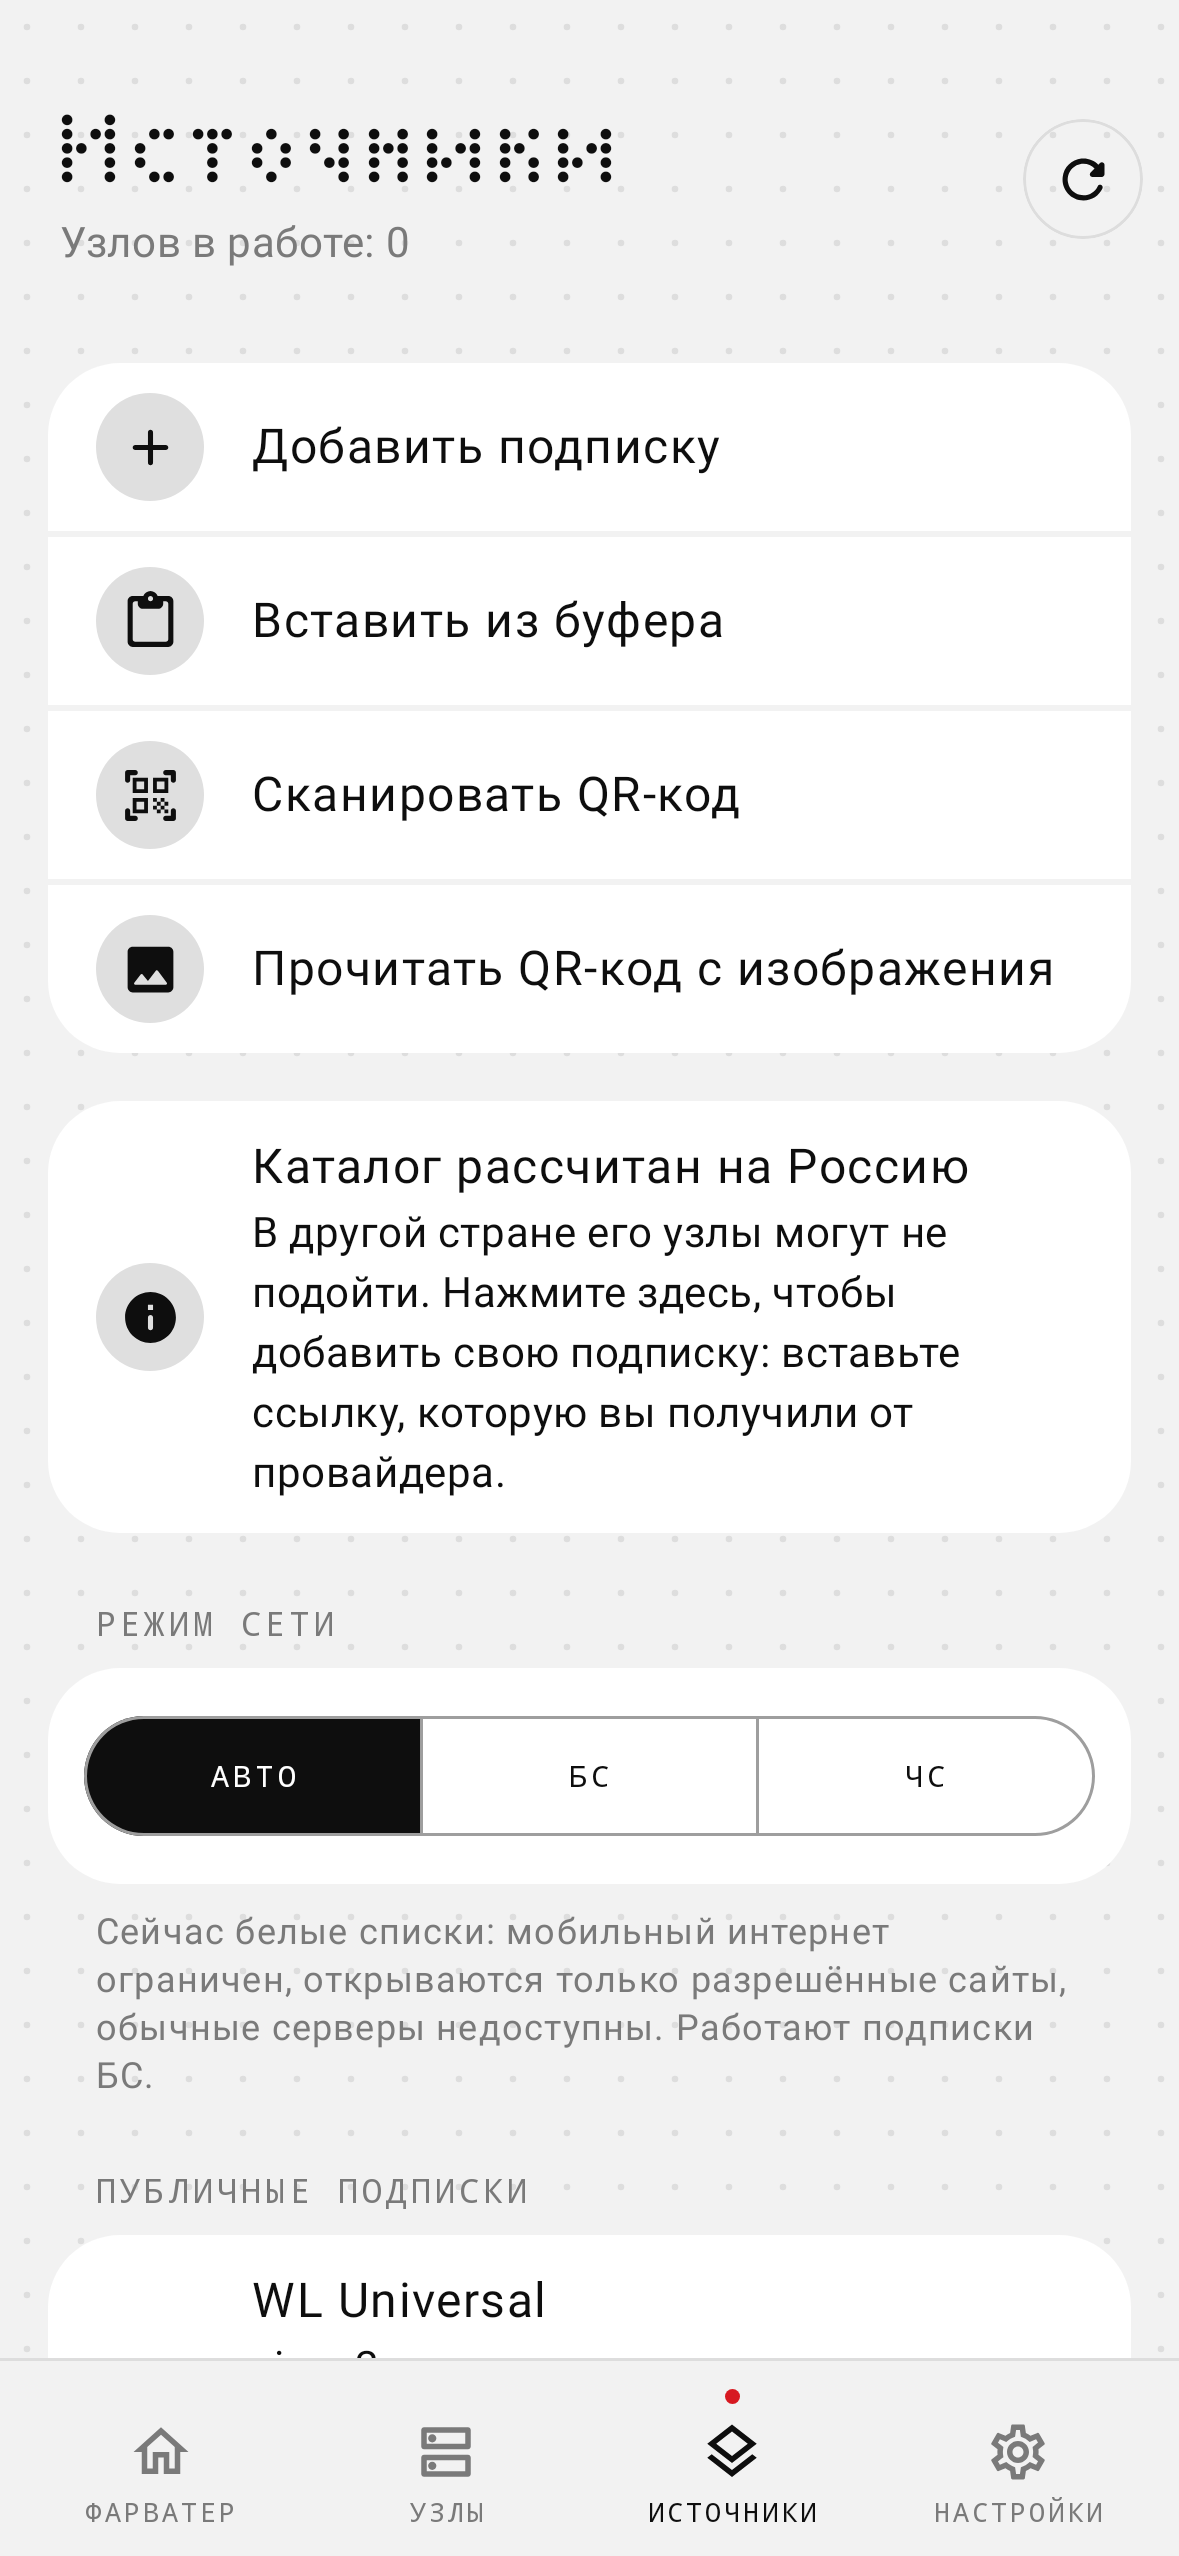 Источники
Узлов в работе: 0
Добавить подписку
Вставить из буфера
Сканировать QR-код
Прочитать QR-код с изображения
Каталог рассчитан на Россию
В другой стране его узлы могут не
подойти. Нажмите здесь, чтобы
добавить свою подписку: вставьте
ссылку, которую вы получили от
провайдера.
РЕЖИМ СЕТИ
АВТО
БС
ЧС
Сейчас белые списки: мобильный интернет
ограничен, открываются только разрешённые сайты,
обычные серверы недоступны. Работают подписки
БС.
ПУБЛИЧНЫЕ ПОДПИСКИ
WL Universal
ФАРВАТЕР
УЗЛЫ
ИСТОЧНИКИ
НАСТРОЙКИ